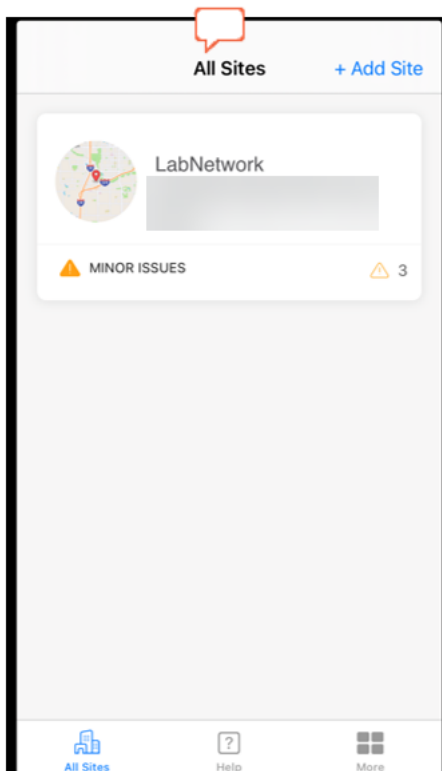 All Sites
+ Add Site
LabNetwork
MINOR ISSUES
3
?
All Sites
Help
More